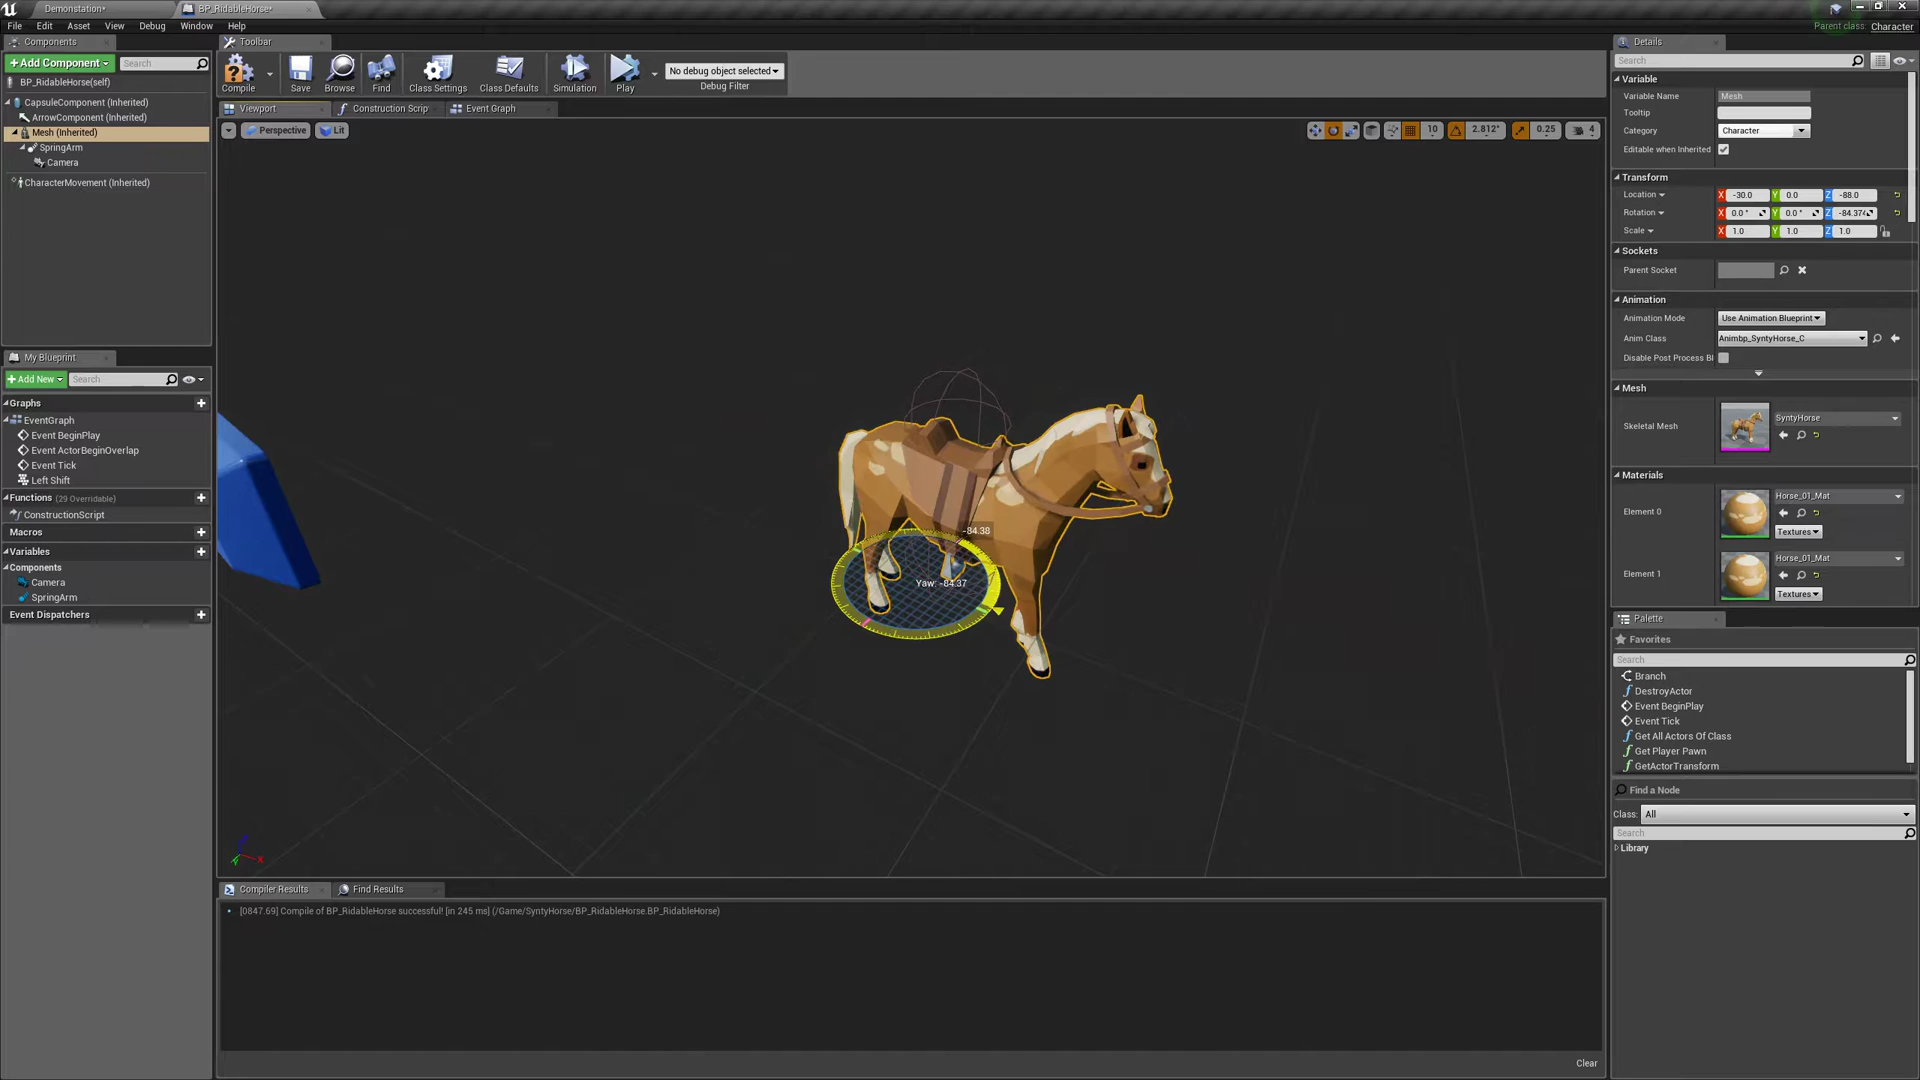 Demonstation*
BP_RidableHorse*
File Edit Asset View Debug Window Help
Parent class: Character
Components
+Add Component
Search
BP_RidableHorse(self)
CapsuleComponent (Inherited)
ArrowComponent (Inherited)
Mesh (Inherited)
SpringArm
Camera
CharacterMovement (Inherited)
My Blueprint
+Add New
Search
Graphs
EventGraph
Event BeginPlay
Event ActorBeginOverlap
Event Tick
Left Shift
Functions (29 Overridable)
ConstructionScript
Macros
Variables
Components
Camera
SpringArm
Event Dispatchers
Toolbar
Compile
Save
Browse
Find
Class Settings
Class Defaults
Simulation
Play
No debug object selected
Debug Filter
Viewport
Construction Scrip
Event Graph
Perspective
Lit
10
2.812°
0.25
4
-84.38
Yaw: -84.37
Z
Y
X
Compiler Results
Find Results
[0847.69] Compile of BP_RidableHorse successful! [in 245 ms] (/Game/SyntyHorse/BP_RidableHorse.BP_RidableHorse)
Clear
Details
Search
Variable
Variable Name Mesh
Tooltip
Category Character
Editable when Inherited
Transform
Location X -30.0 Y 0.0 Z -88.0
Rotation X 0.0 ° Y 0.0 ° Z -84.374
Scale X 1.0 Y 1.0 Z 1.0
Sockets
Parent Socket
Animation
Animation Mode Use Animation Blueprint
Anim Class Animbp_SyntyHorse_C
Disable Post Process Bl
Mesh
Skeletal Mesh
SyntyHorse
Materials
Element 0
Horse_01_Mat
Textures
Element 1
Horse_01_Mat
Textures
Palette
Favorites
Search
Branch
DestroyActor
Event BeginPlay
Event Tick
Get All Actors Of Class
Get Player Pawn
GetActorTransform
Find a Node
Class: All
Search
Library